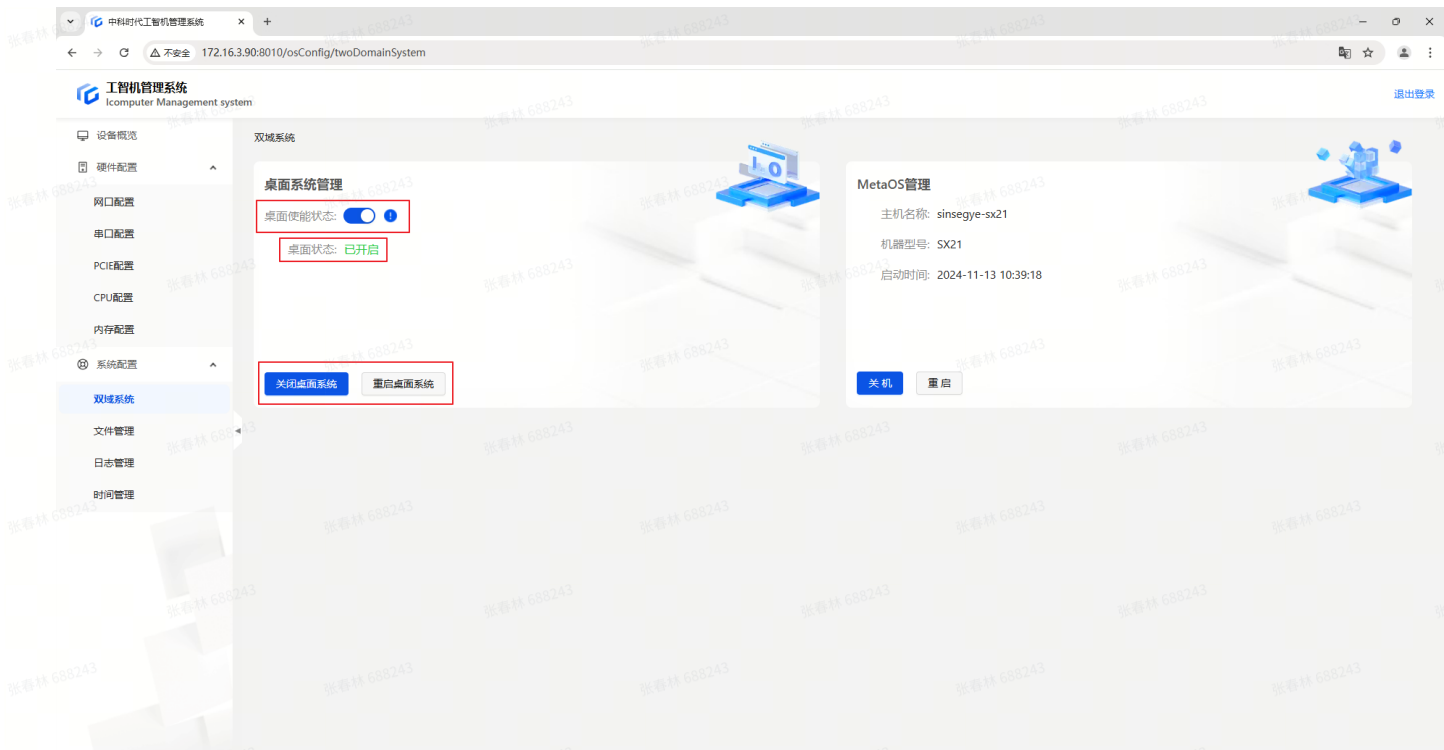 中科时代工智机管理系统
不安全 172.16.3.90:8010/osConfig/twoDomainSystem
工智机管理系统
Icomputer Management system
退出登录
设备概览
硬件配置
网口配置
串口配置
PCIE配置
CPU配置
内存配置
系统配置
双域系统
文件管理
日志管理
时间管理
双域系统
桌面系统管理
桌面使能状态:
桌面状态: 已开启
关闭桌面系统 重启桌面系统
MetaOS管理
主机名称: sinsegye-sx21
机器型号: SX21
启动时间: 2024-11-13 10:39:18
关 机 重 启
张春林 688243